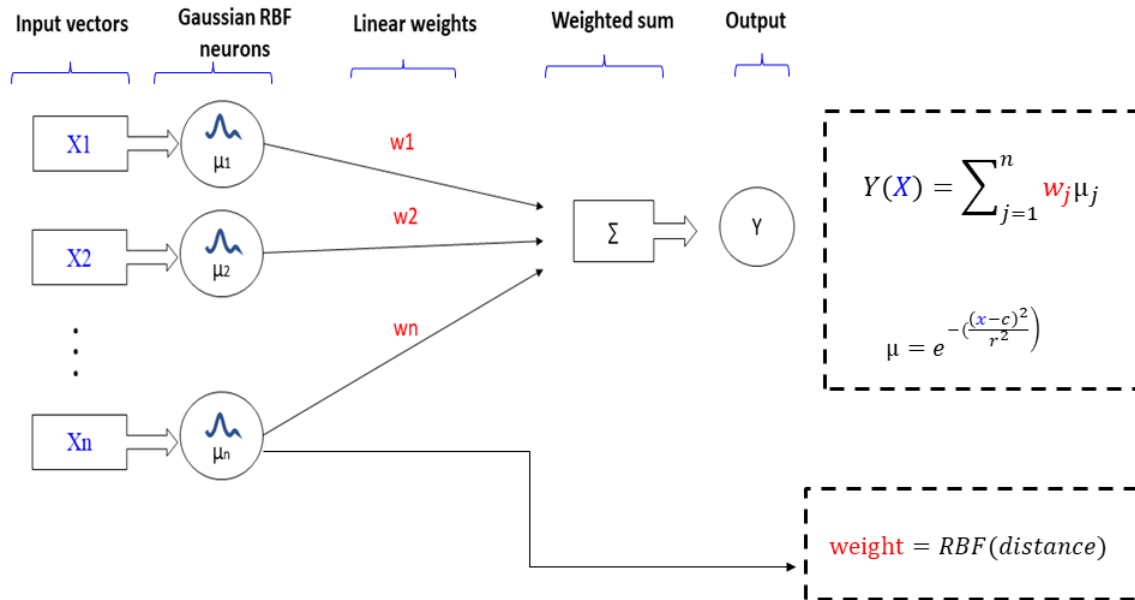 Input vectors
Gaussian RBF
neurons
Linear weights
Weighted sum
Output
X1
μ1
w1
X2
μ2
w2
Xn
μn
wn
Σ
Y
Y(X) = ∑_{j=1}^{n} w_j μ_j
μ = e^{-((x-c)^2/r^2)}
weight = RBF(distance)